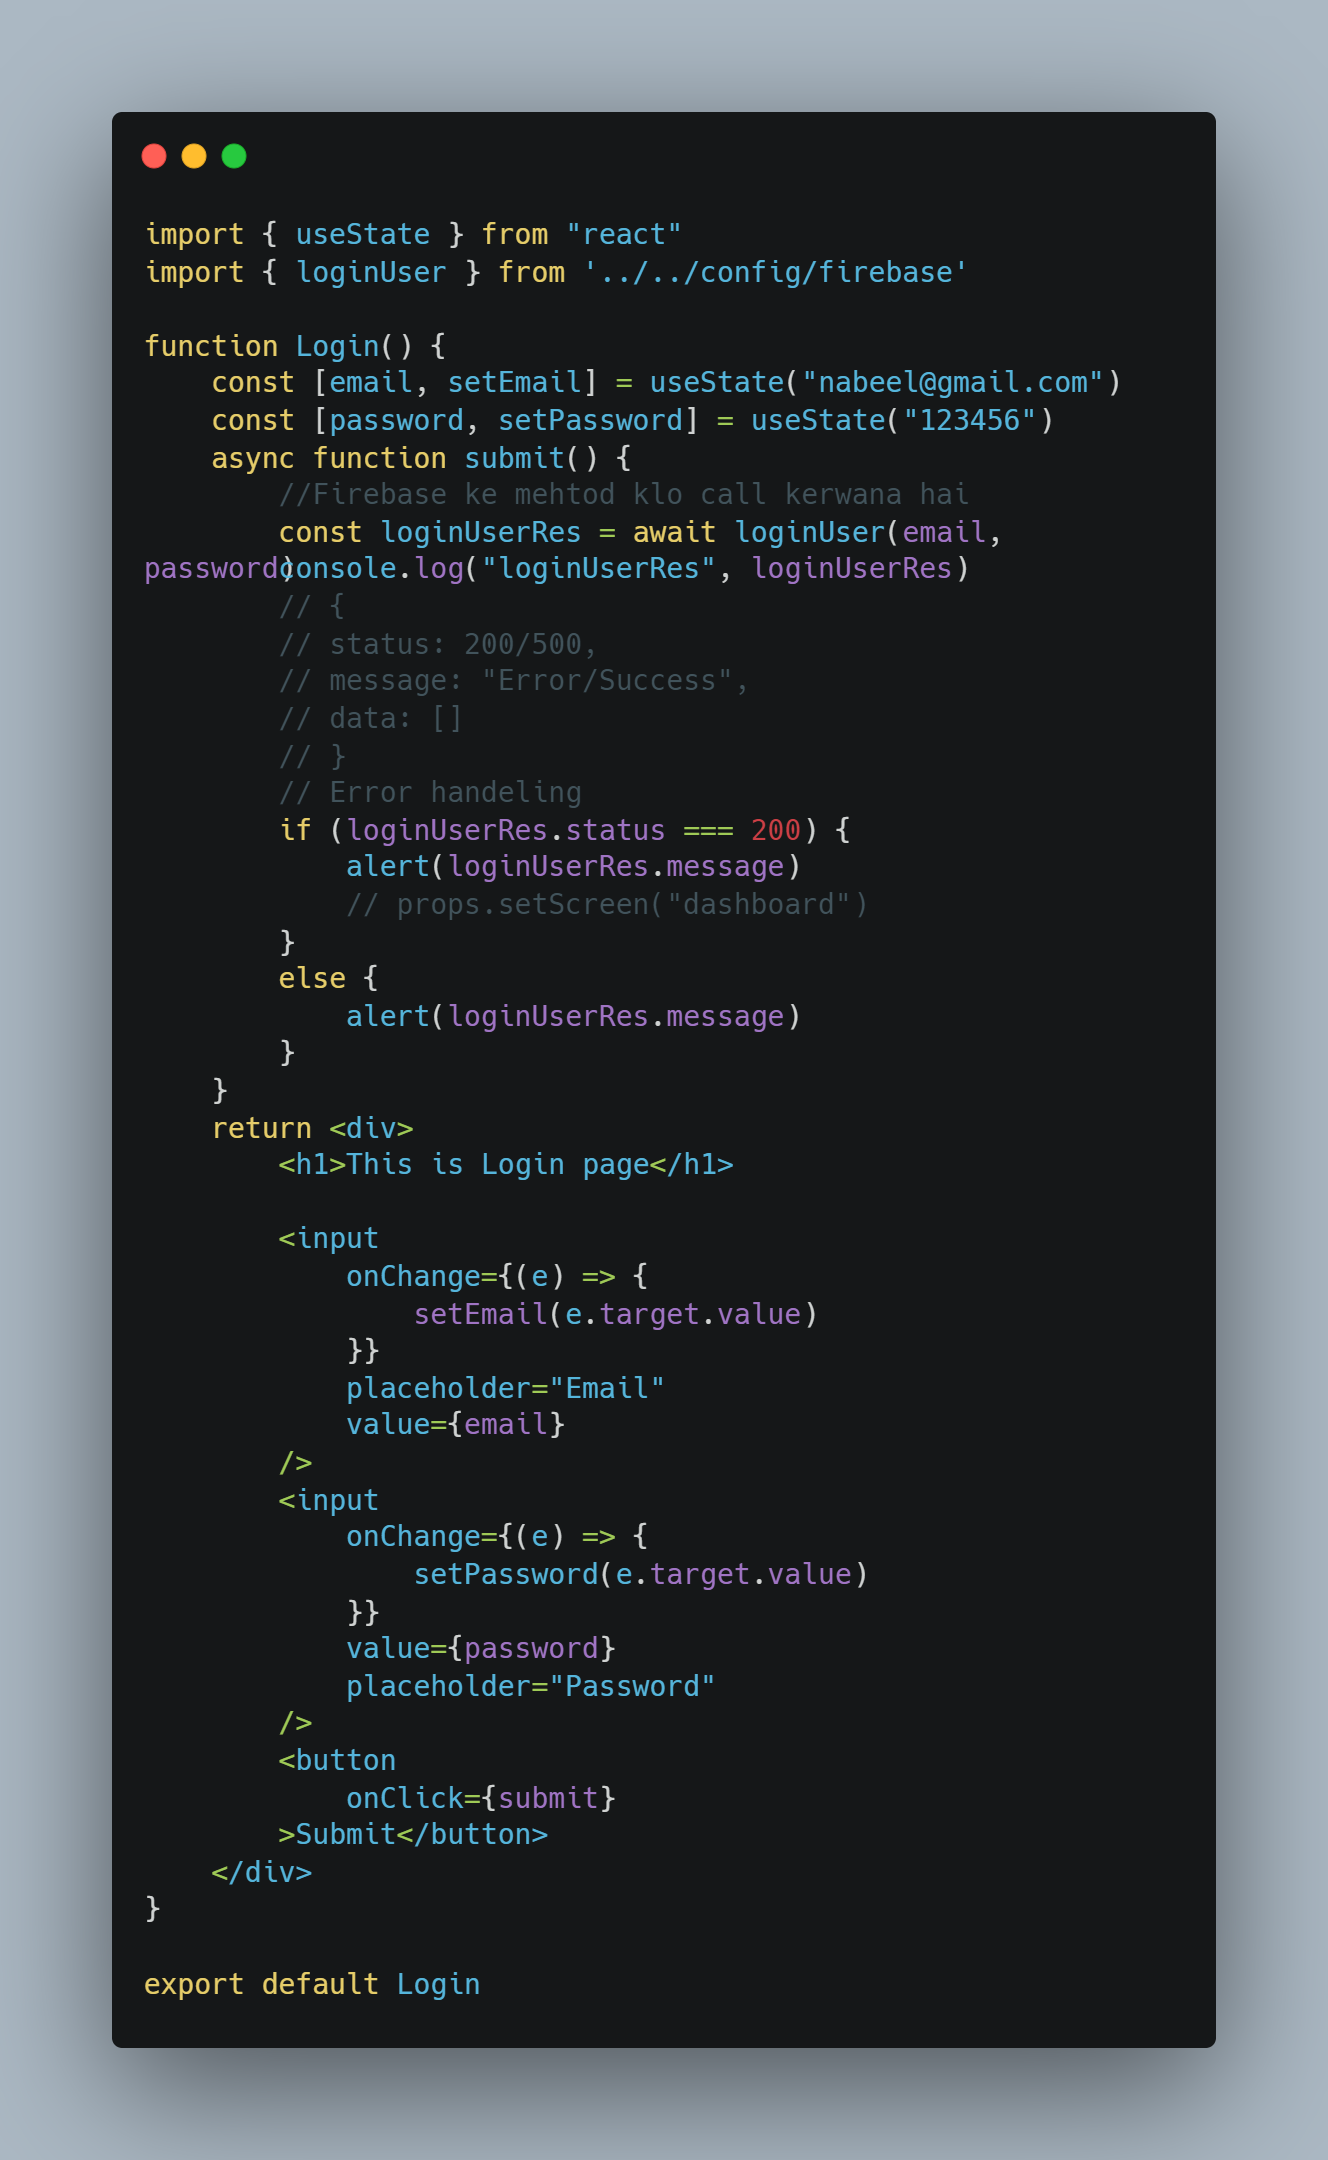 import { useState } from "react"
import { loginUser } from '../../config/firebase'

function Login() {
    const [email, setEmail] = useState("nabeel@gmail.com")
    const [password, setPassword] = useState("123456")
    async function submit() {
        //Firebase ke mehtod klo call kerwana hai
        const loginUserRes = await loginUser(email,
password)
        console.log("loginUserRes", loginUserRes)
        // {
        // status: 200/500,
        // message: "Error/Success",
        // data: []
        // }
        // Error handeling
        if (loginUserRes.status === 200) {
            alert(loginUserRes.message)
            // props.setScreen("dashboard")
        }
        else {
            alert(loginUserRes.message)
        }
    }
    return <div>
        <h1>This is Login page</h1>

        <input
            onChange={(e) => {
                setEmail(e.target.value)
            }}
            placeholder="Email"
            value={email}
        />
        <input
            onChange={(e) => {
                setPassword(e.target.value)
            }}
            value={password}
            placeholder="Password"
        />
        <button
            onClick={submit}
        >Submit</button>
    </div>
}

export default Login